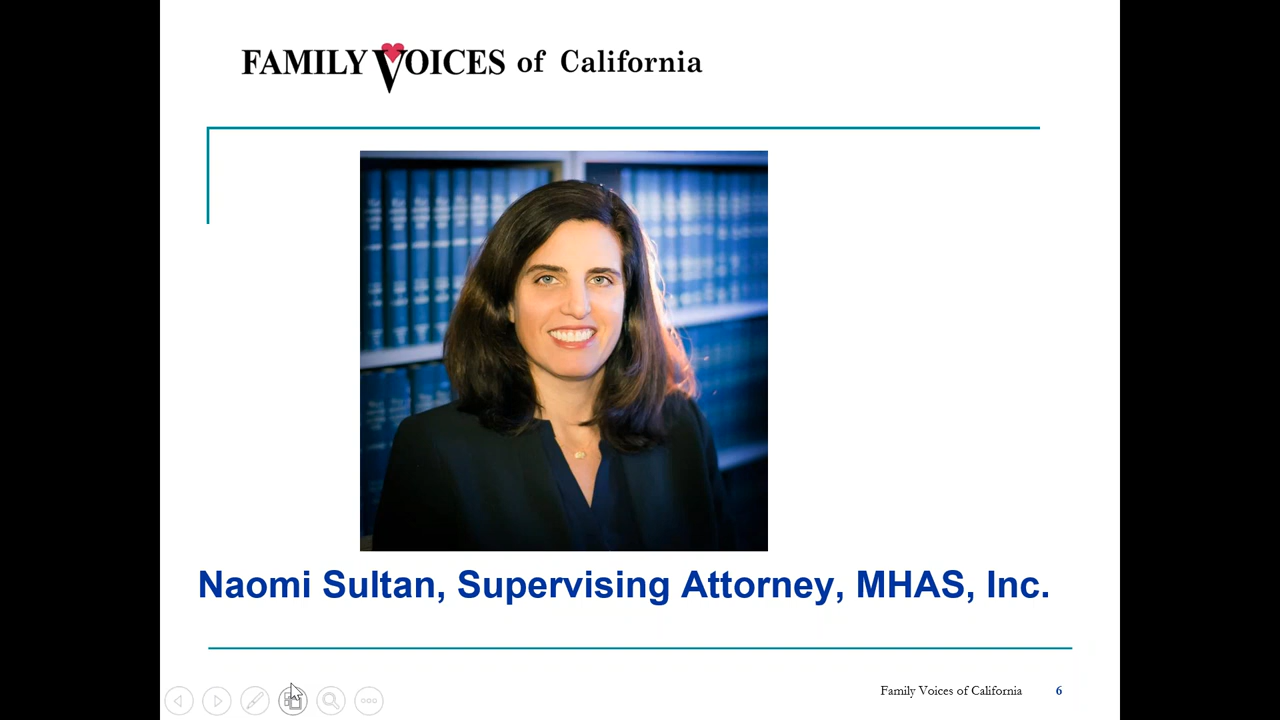 FAMILY VOICES of California
Naomi Sultan, Supervising Attorney, MHAS, Inc.
Family Voices of California 6